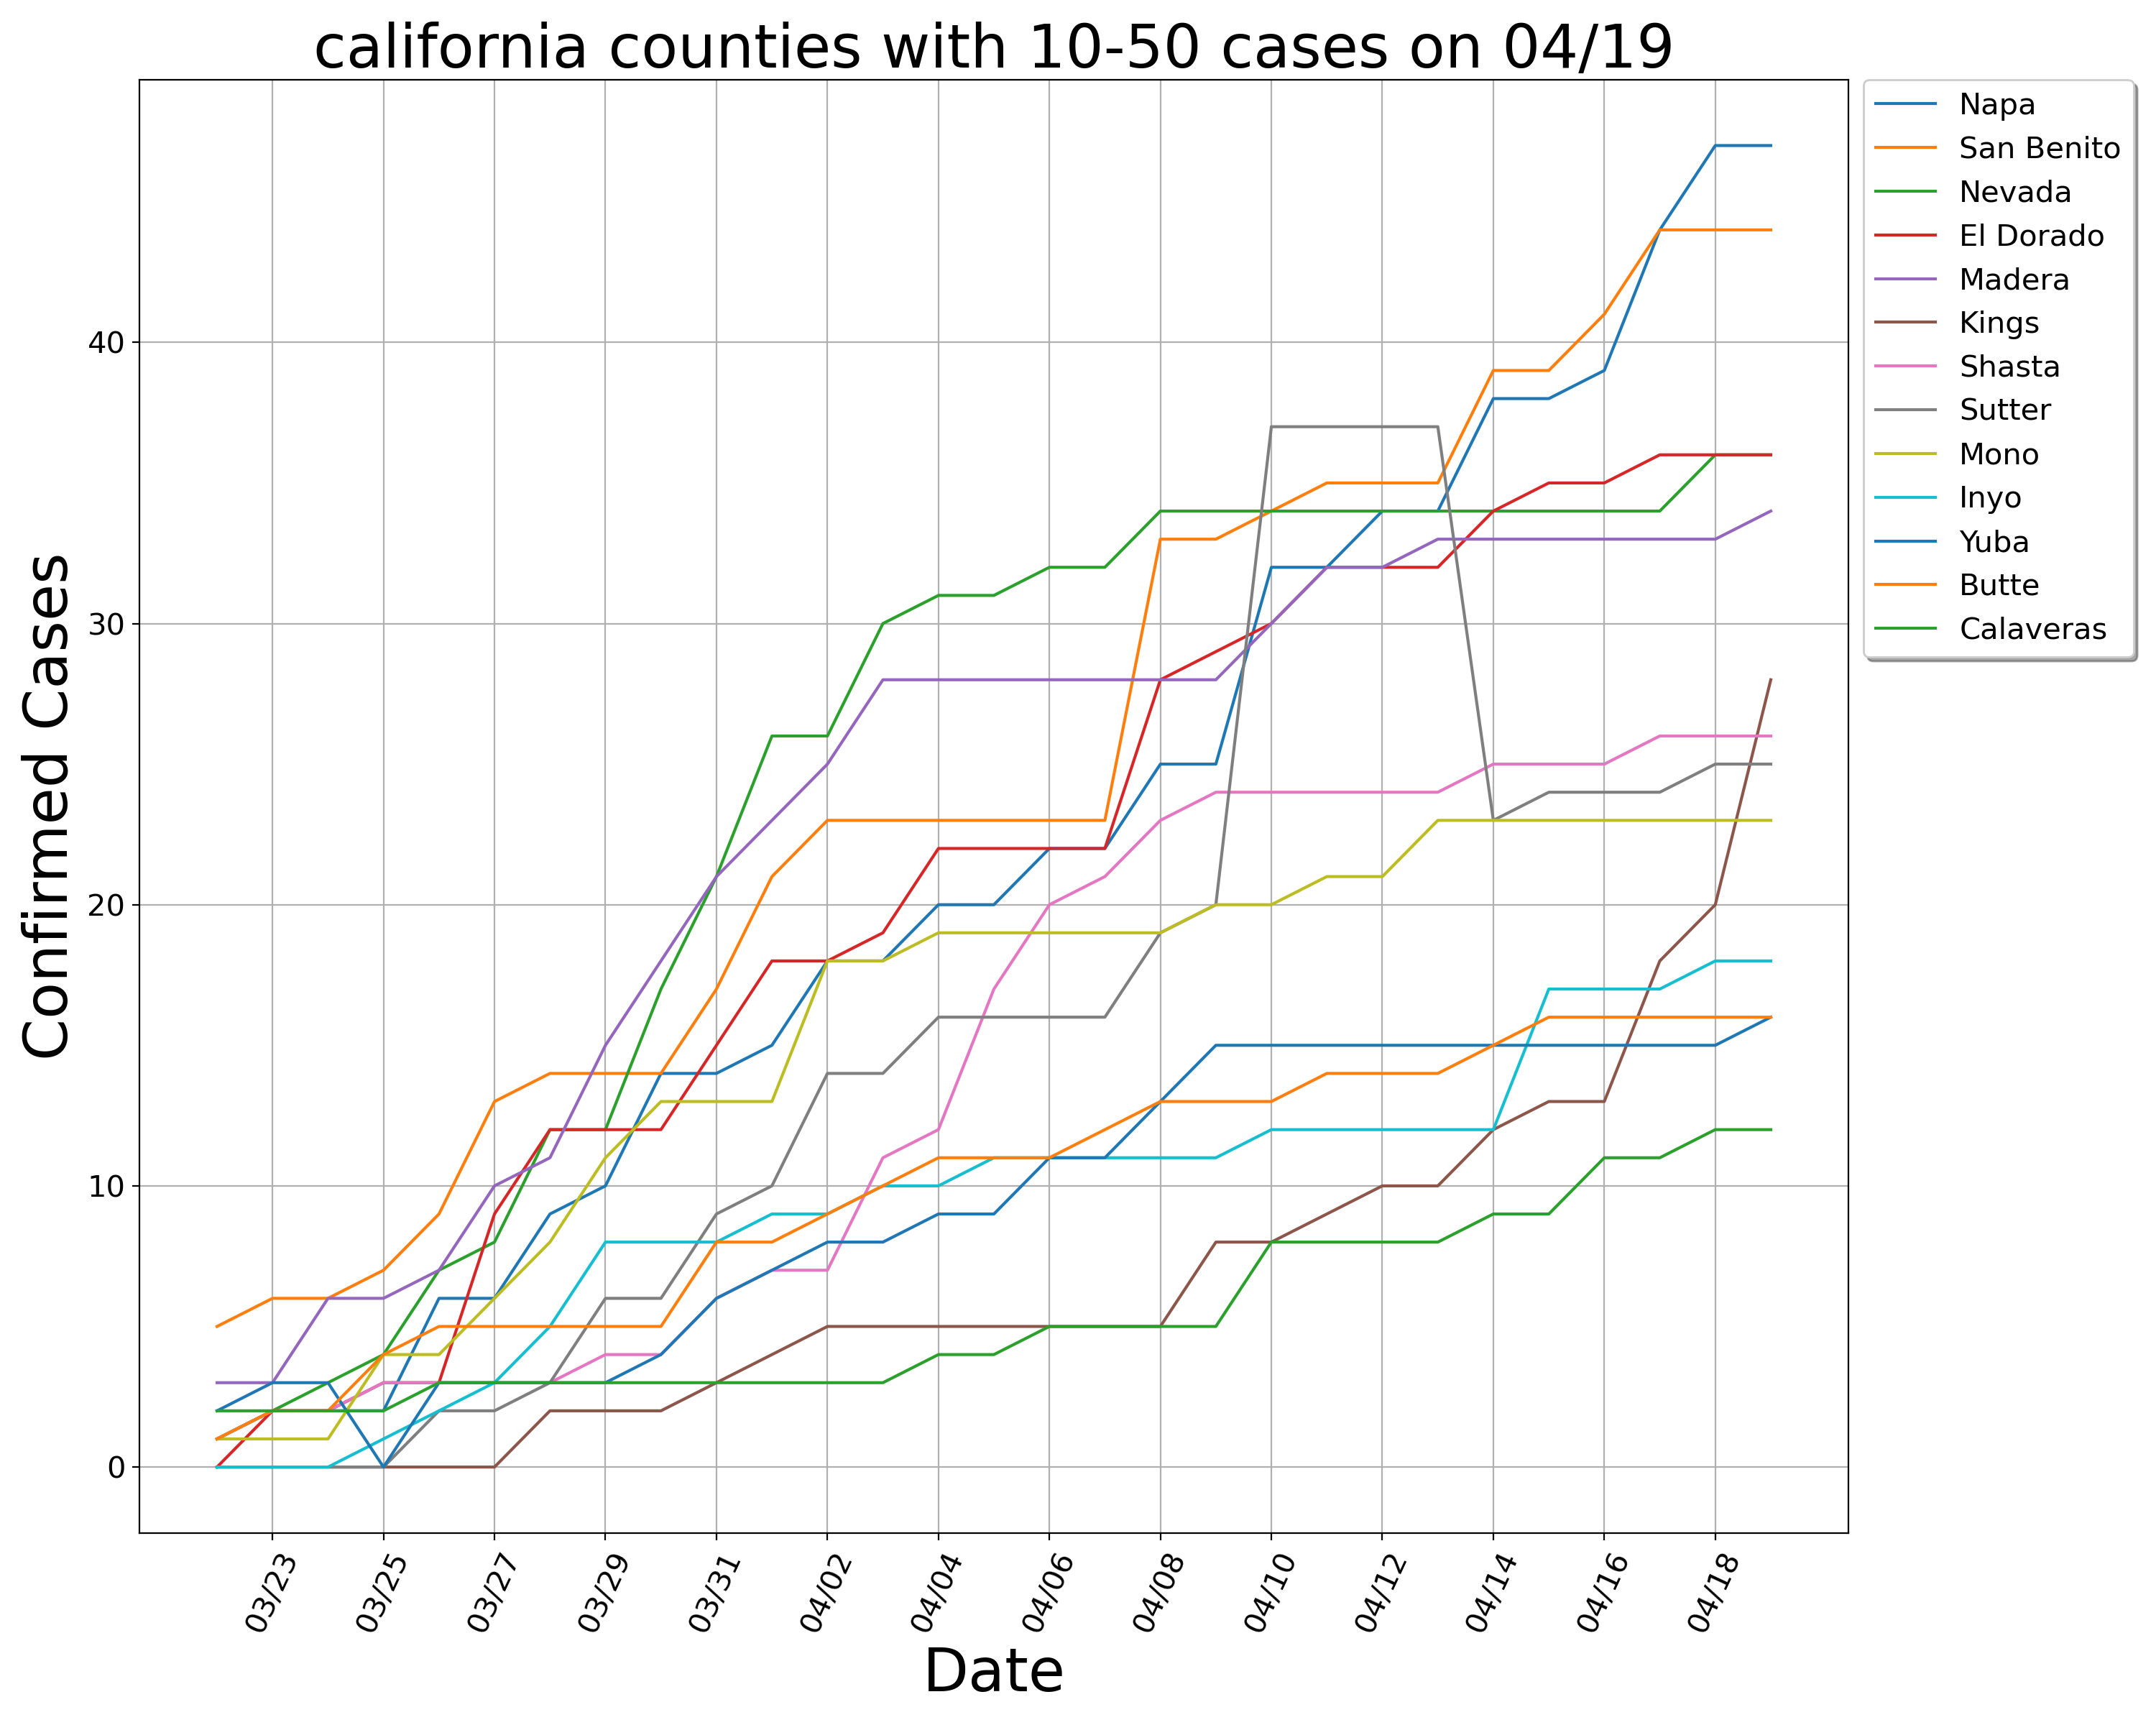 california counties with 10-50 cases on 04/19
Confirmed Cases
40
30
20
10
0
03/23
03/25
03/27
03/29
03/31
04/02
04/04
04/06
04/08
04/10
04/12
04/14
04/16
04/18
Date
Napa
San Benito
Nevada
El Dorado
Madera
Kings
Shasta
Sutter
Mono
Inyo
Yuba
Butte
Calaveras